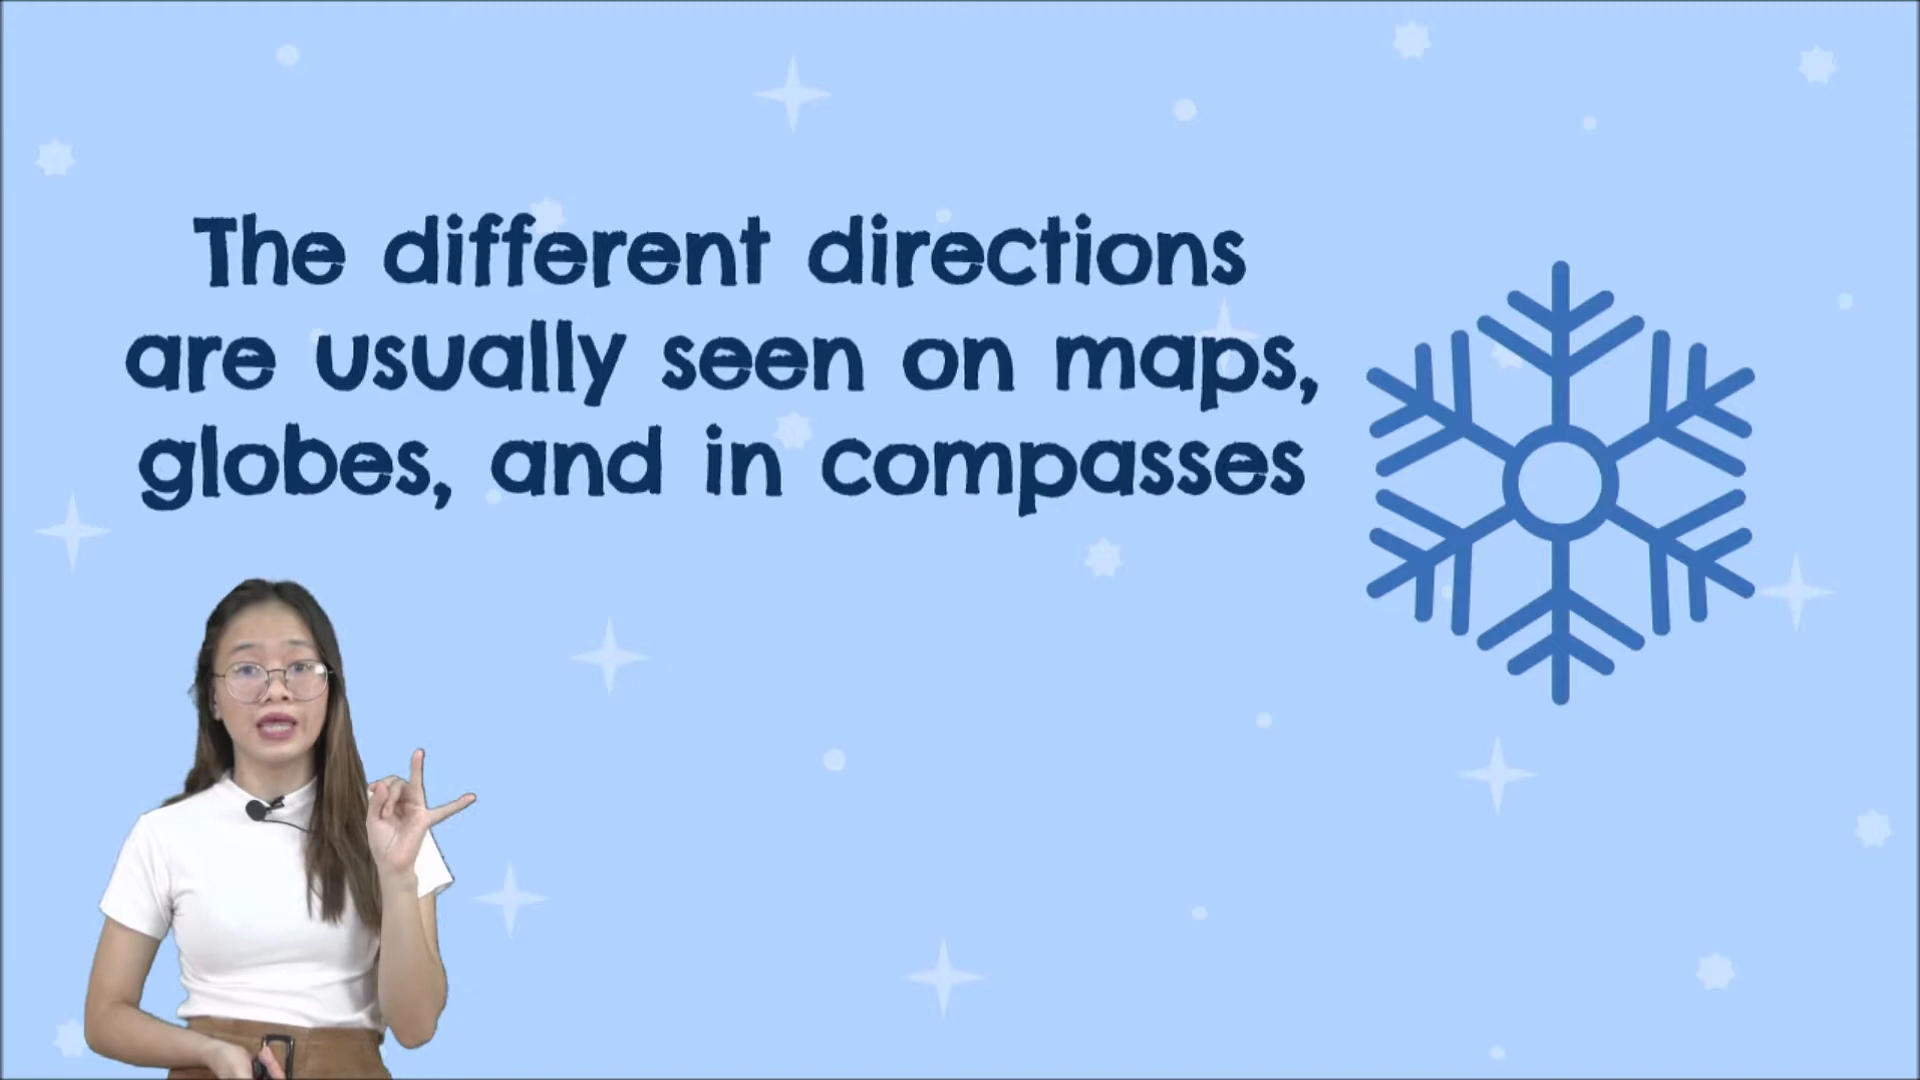 The different directions
are usually seen on maps,
globes, and in compasses